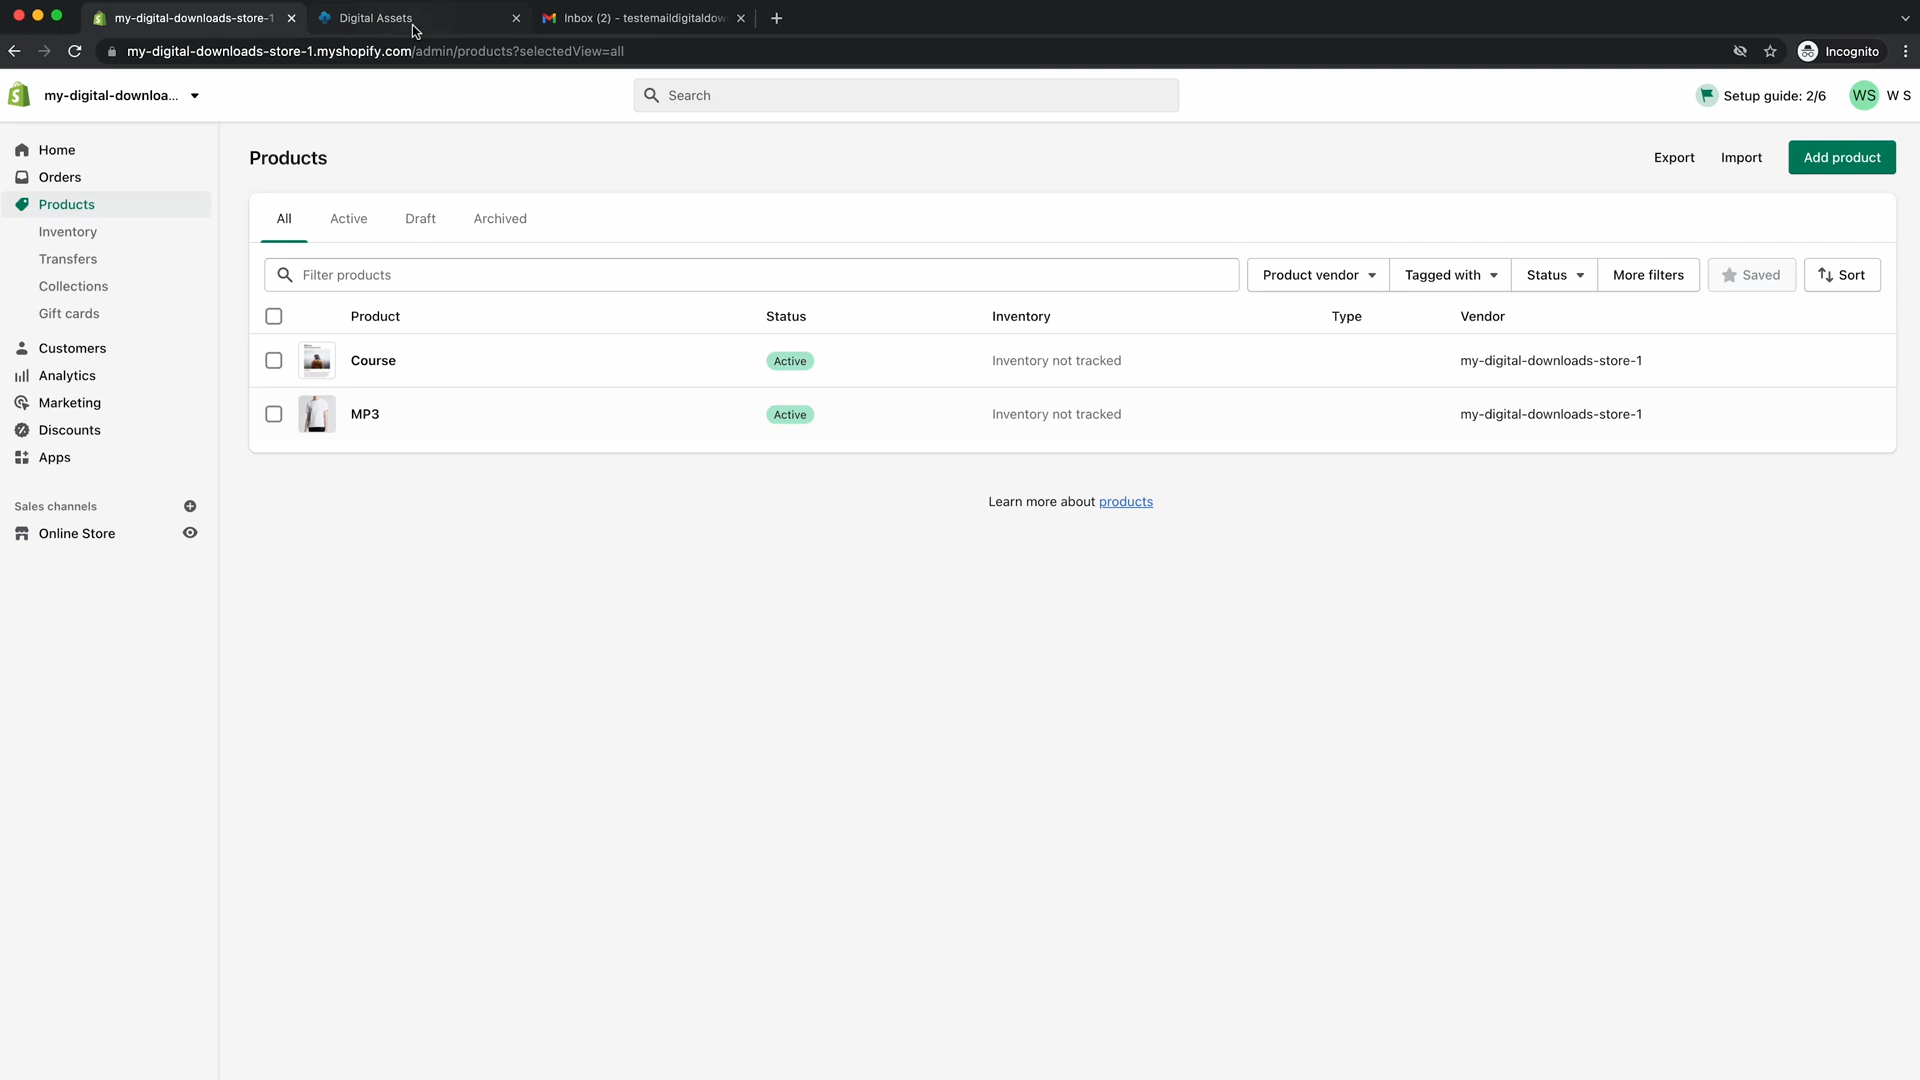 my-digital-downloads-store-1
Digital Assets
Inbox (2) - testemaildigitaldow
my-digital-downloads-store-1.myshopify.com/admin/products?selectedView=all
Incognito
my-digital-downloa...
Search
Setup guide: 2/6
WS
W S
Home
Orders
Products
Inventory
Transfers
Collections
Gift cards
Customers
Analytics
Marketing
Discounts
Apps
Sales channels
Online Store
Products
Export
Import
Add product
All
Active
Draft
Archived
Filter products
Product vendor
Tagged with
Status
More filters
Saved
Sort
Product
Status
Inventory
Type
Vendor
Course
Active
Inventory not tracked
my-digital-downloads-store-1
MP3
Active
Inventory not tracked
my-digital-downloads-store-1
Learn more about products